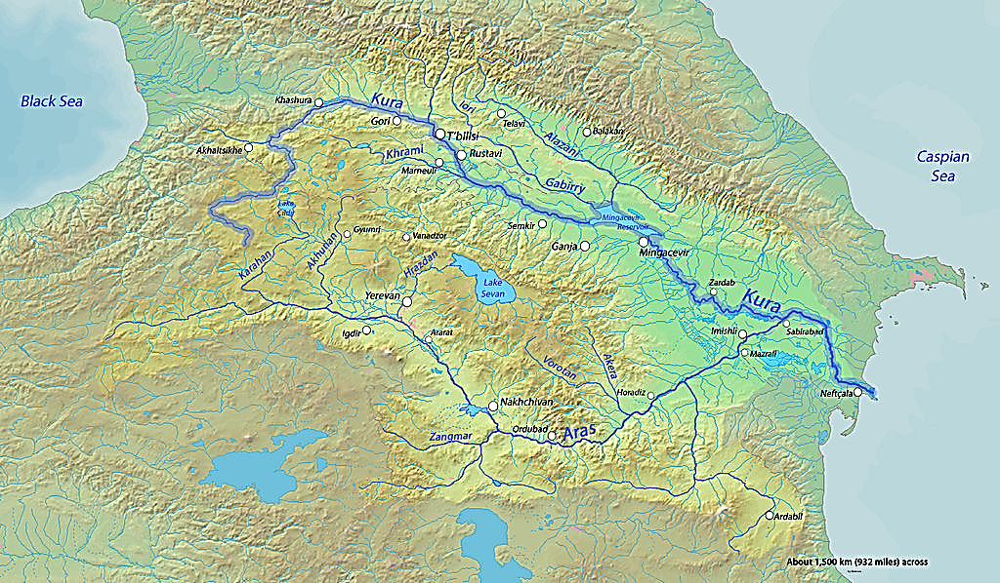 Black Sea
Caspian
Sea
Khashura
Kura
Gori
Iori
Telavi
Alazani
Balakan
T'bilisi
Rustavi
Akhaltsikhe
Khrami
Marneuli
Gabirry
Lake
Cildir
Mingacevir
Reservoir
Semkir
Ganja
Mingacevir
Gyumri
Vanadzor
Akhurian
Karahan
Hrazdan
Lake
Sevan
Zardab
Kura
Yerevan
Igdir
Ararat
Imishli
Sabirabad
Mazrali
Vorotan
Akera
Horadiz
Neftçala
Nakhchivan
Ordubad
Aras
Zangmar
Ardabil
About 1,500 km (932 miles) across